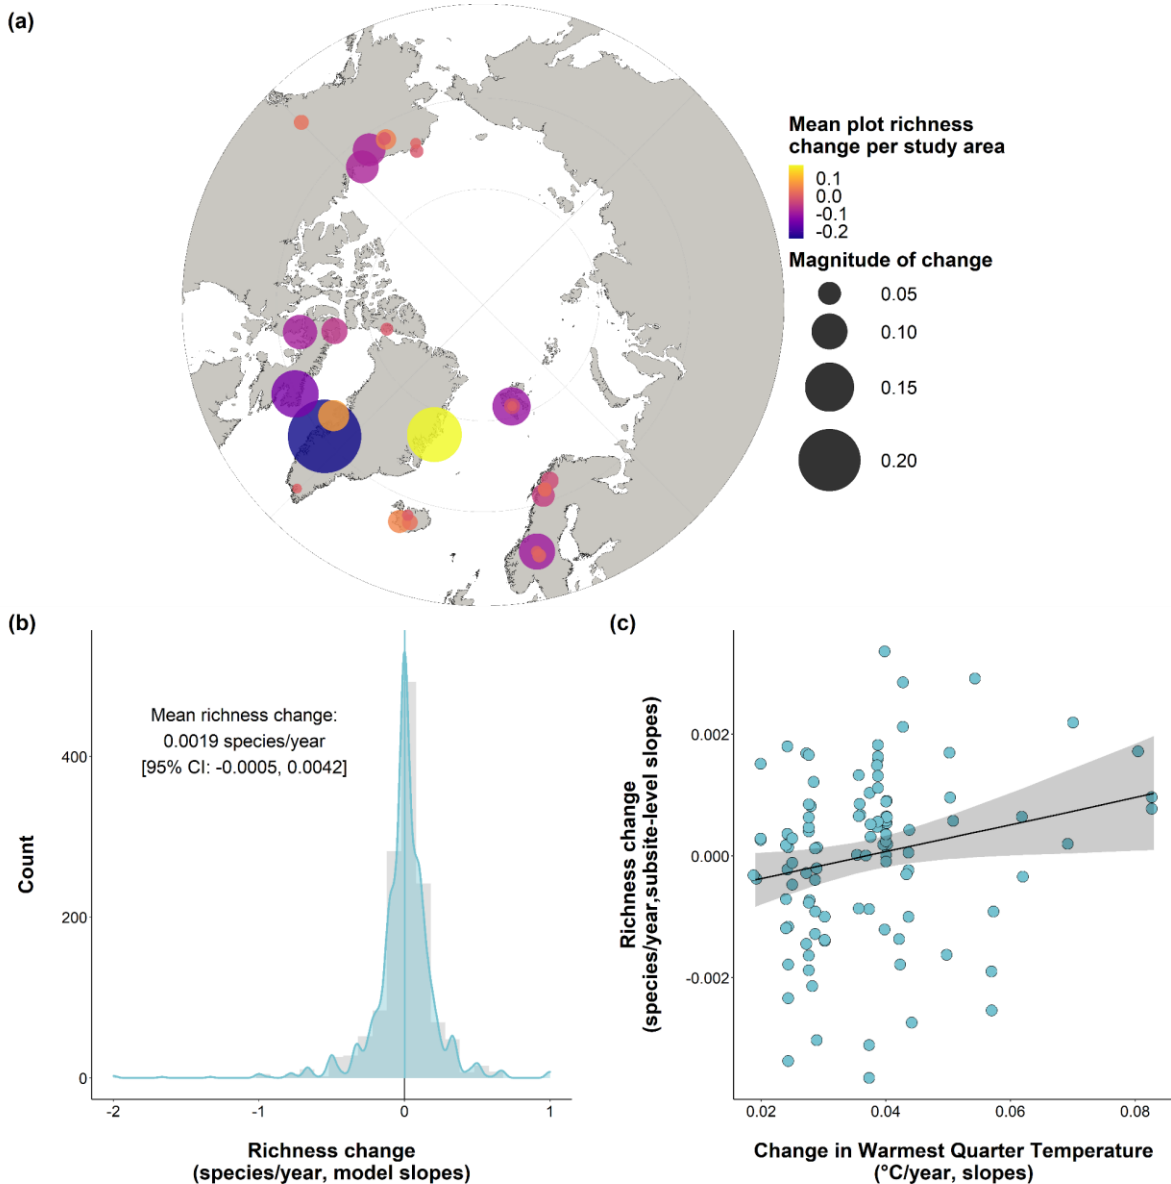 (a)
Mean plot richness
change per study area
0.1
0.0
-0.1
-0.2
Magnitude of change
0.05
0.10
0.15
0.20
(b)
Mean richness change:
0.0019 species/year
[95% CI: -0.0005, 0.0042]
Count
400
200
0
-2
-1
0
1
Richness change
(species/year, model slopes)
(c)
Richness change
(species/year,subsite-level slopes)
0.002
0.000
-0.002
0.02
0.04
0.06
0.08
Change in Warmest Quarter Temperature
(°C/year, slopes)